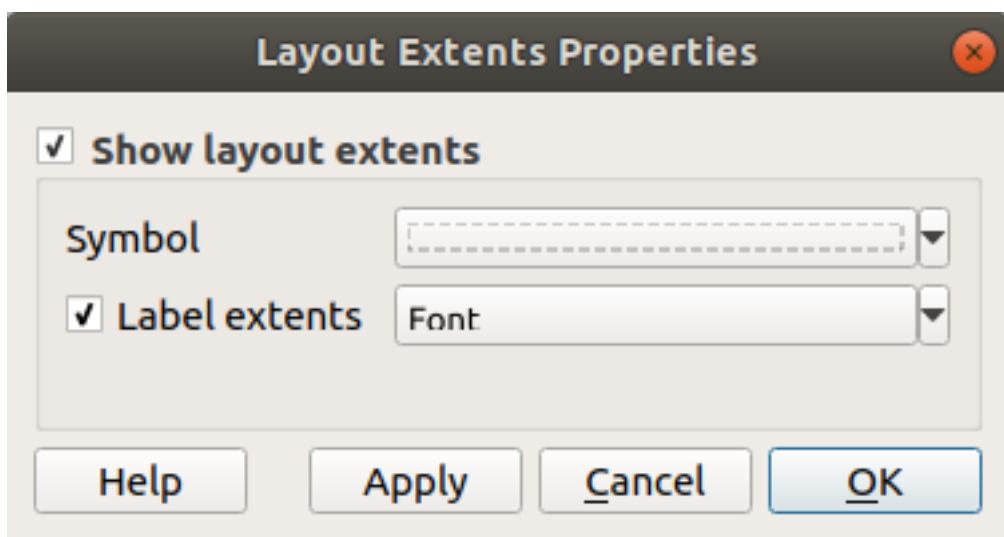 Layout Extents Properties
Show layout extents
Symbol
Label extents Font
Help Apply Cancel OK